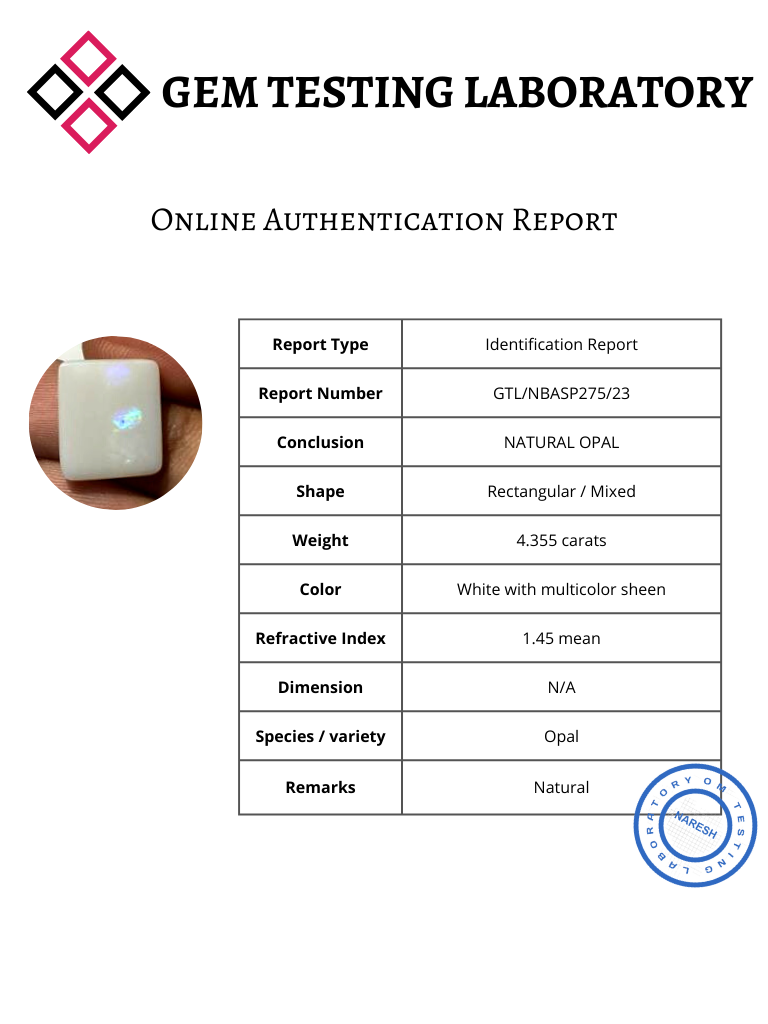 GEM TESTING LABORATORY
Online Authentication Report
Report Type Identification Report
Report Number GTL/NBASP275/23
Conclusion NATURAL OPAL
Shape Rectangular / Mixed
Weight 4.355 carats
Color White with multicolor sheen
Refractive Index 1.45 mean
Dimension N/A
Species / variety Opal
Remarks Natural
OM TESTING LABORATORY
NARESH